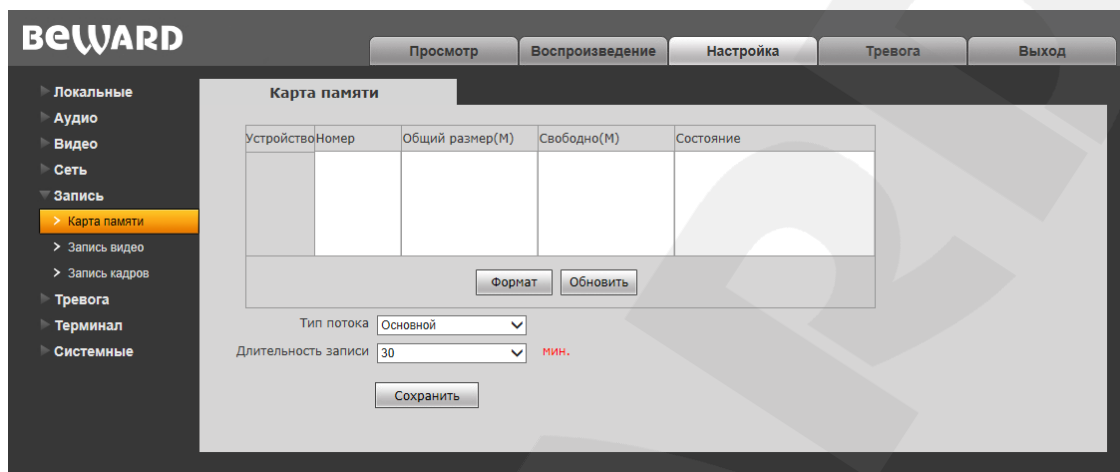 BEWARD
Просмотр
Воспроизведение
Настройка
Тревога
Выход
Локальные
Аудио
Видео
Сеть
Запись
Карта памяти
Запись видео
Запись кадров
Тревога
Терминал
Системные
Карта памяти
Устройство Номер Общий размер(M) Свободно(M) Состояние
Формат Обновить
Тип потока Основной
Длительность записи 30 мин.
Сохранить